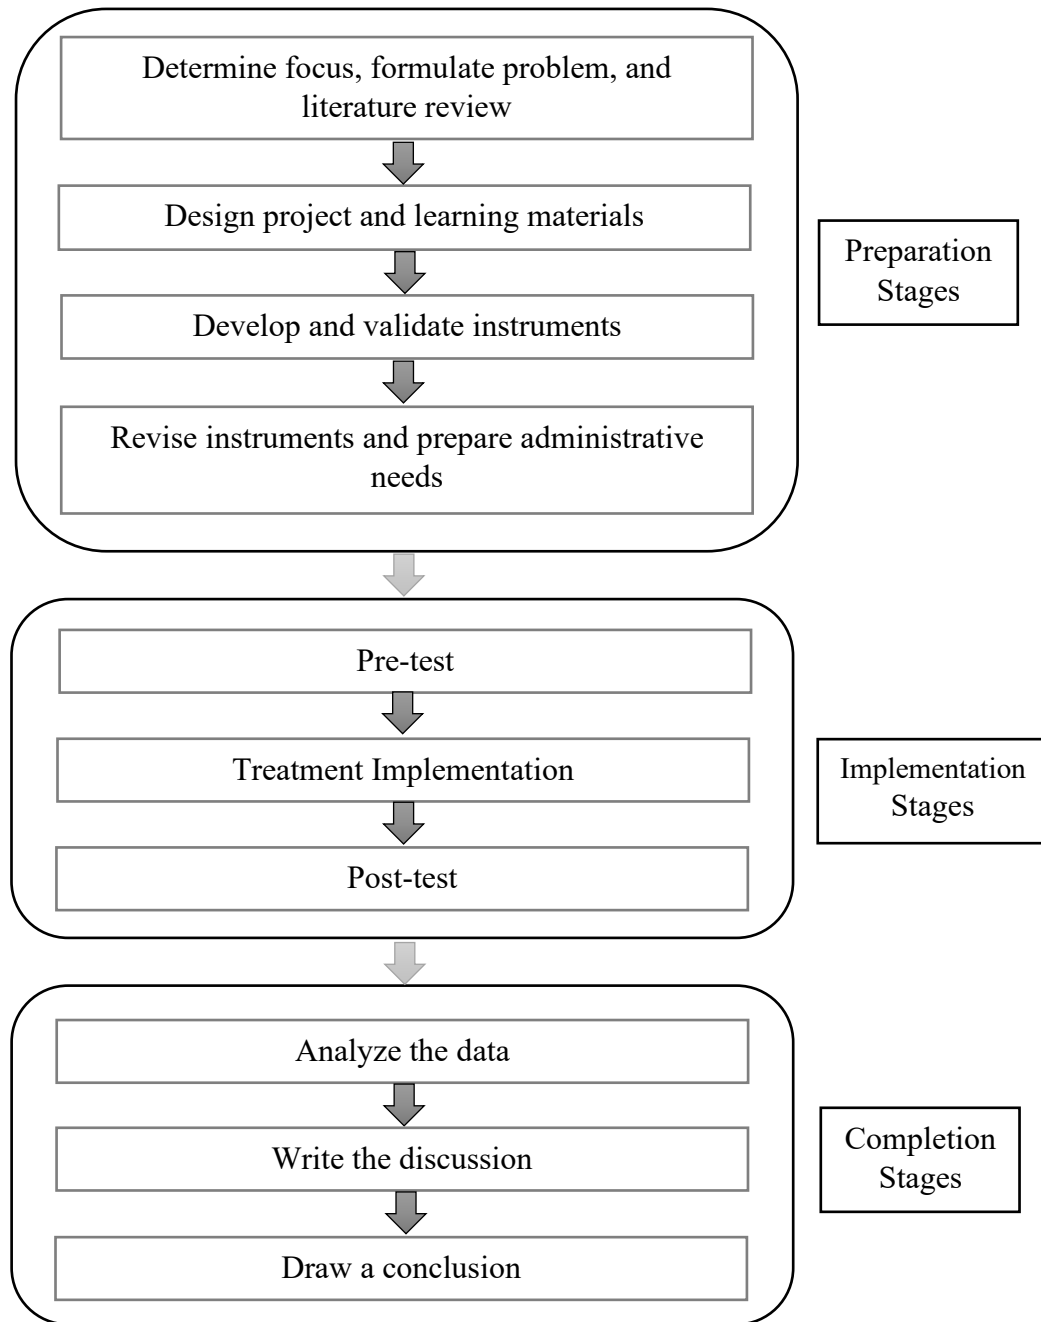 Determine focus, formulate problem, and
literature review
Design project and learning materials
Develop and validate instruments
Revise instruments and prepare administrative
needs
Preparation
Stages
Pre-test
Treatment Implementation
Post-test
Implementation
Stages
Analyze the data
Write the discussion
Draw a conclusion
Completion
Stages